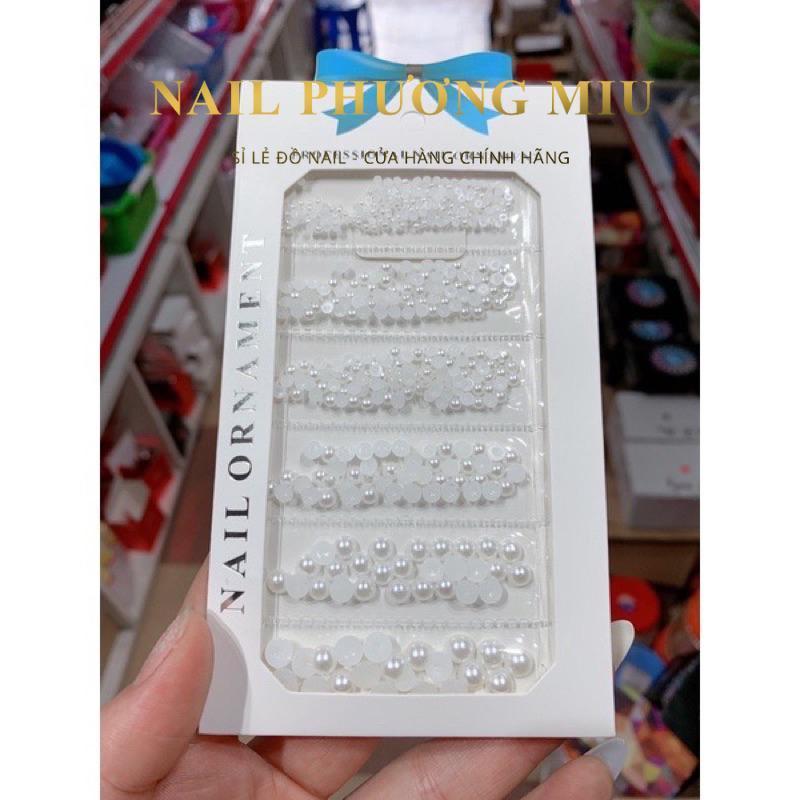 NAIL PHƯƠNG MIU
SỈ LẺ ĐỒ NAIL - CỬA HÀNG CHÍNH HÃNG
NAIL ORNAMENT